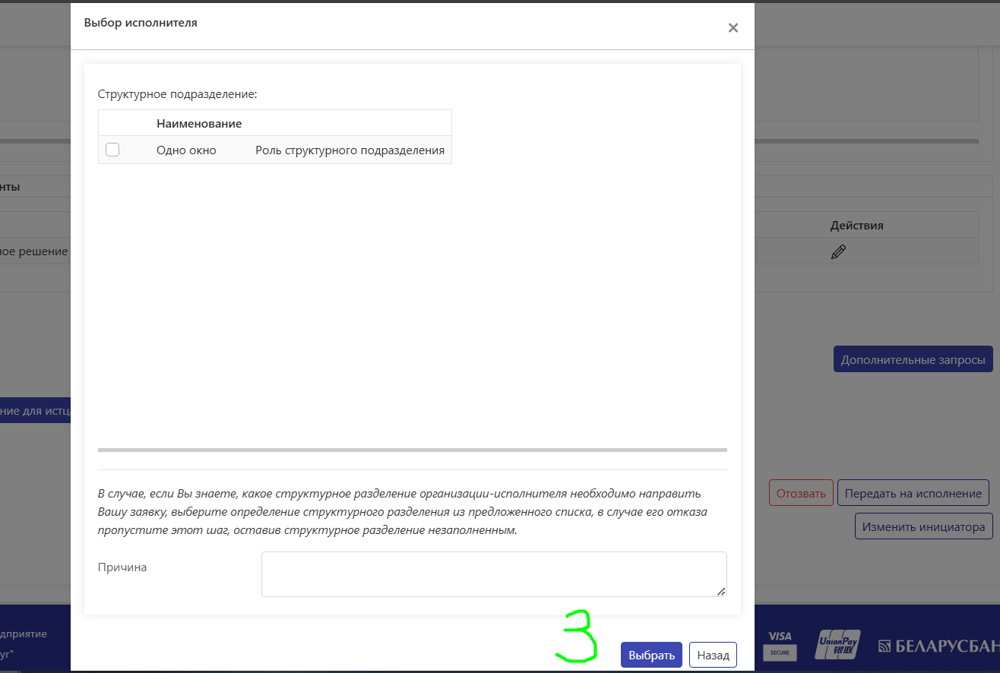 Выбор исполнителя
×
Структурное подразделение:
Наименование
Одно окно Роль структурного подразделения
нты
Действия
ное решение
Дополнительные запросы
ние для истц
В случае, если Вы знаете, какое структурное разделение организации-исполнителя необходимо направить
Вашу заявку, выберите определение структурного разделения из предложенного списка, в случае его отказа
пропустите этот шаг, оставив структурное разделение незаполненным.
Отозвать Передать на исполнение
Изменить инициатора
Причина
3
Выбрать Назад
дприятие
уг"
VISA
SECURE
UnionPay
银联
БЕЛАРУСБАН